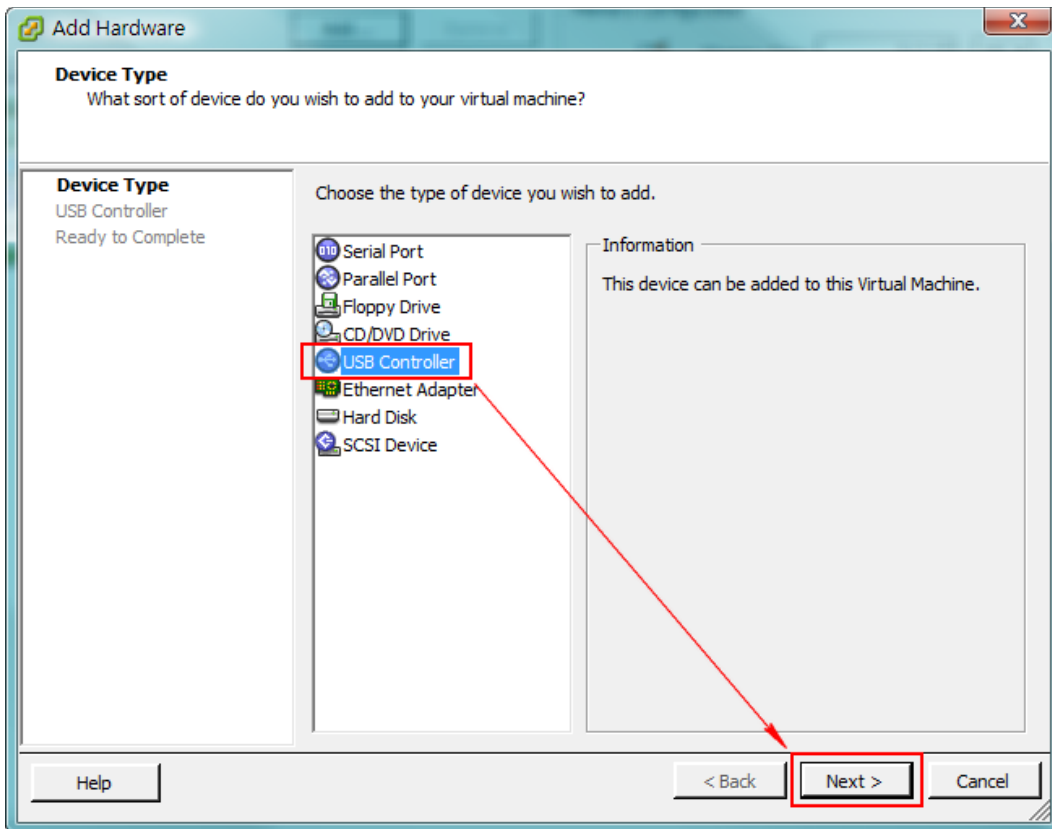 Add Hardware
Device Type
What sort of device do you wish to add to your virtual machine?
Device Type
USB Controller
Ready to Complete
Choose the type of device you wish to add.
Serial Port
Parallel Port
Floppy Drive
CD/DVD Drive
USB Controller
Ethernet Adapter
Hard Disk
SCSI Device
Information
This device can be added to this Virtual Machine.
Help
< Back
Next >
Cancel